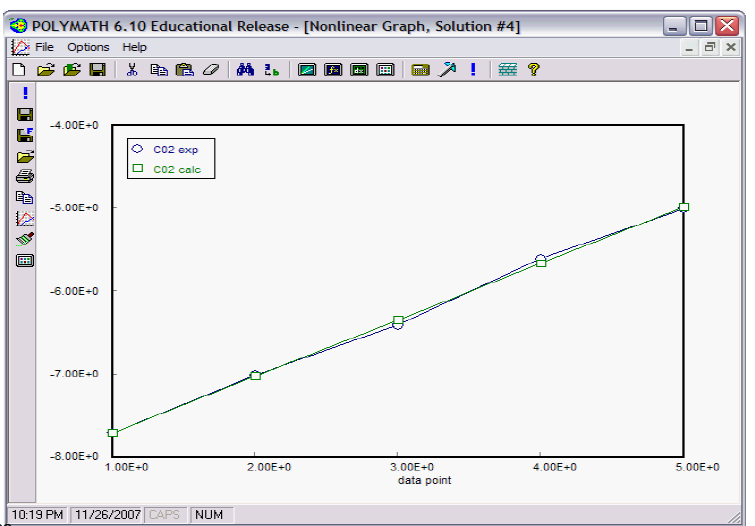 POLYMATH 6.10 Educational Release - [Nonlinear Graph, Solution #4]
File Options Help
-4.00E+0
C02 exp
C02 calc
-5.00E+0
-6.00E+0
-7.00E+0
-8.00E+0
1.00E+0 2.00E+0 3.00E+0 4.00E+0 5.00E+0
data point
10:19 PM 11/26/2007 CAPS NUM